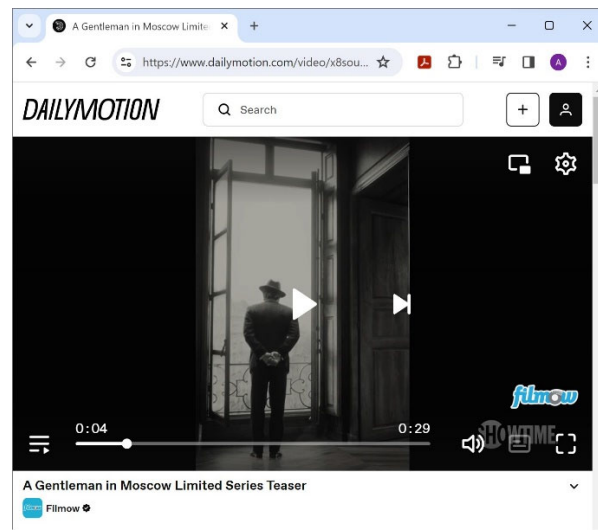 A Gentleman in Moscow Limite
https://www.dailymotion.com/video/x8sou...
A
DAILYMOTION
Search
filmow
0:04
0:29
SHOWTIME
A Gentleman in Moscow Limited Series Teaser
filmow
Filmow